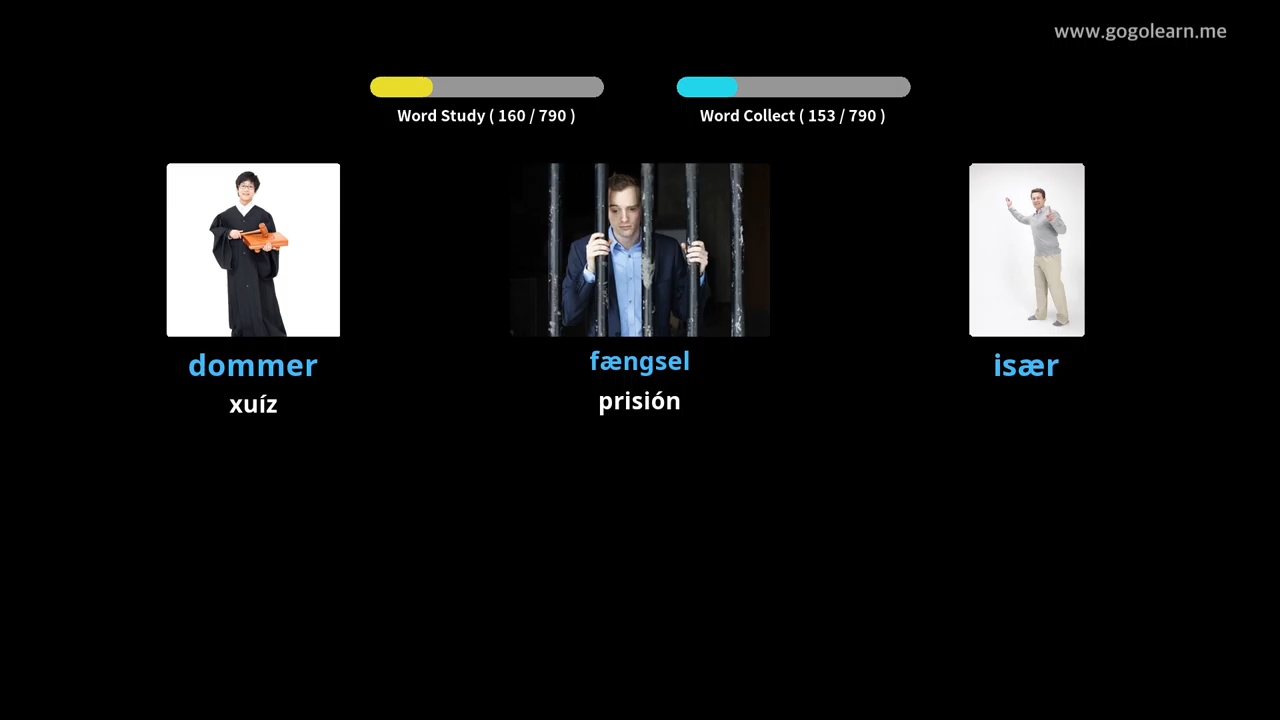 www.gogolearn.me
Word Study ( 160 / 790 )
Word Collect ( 153 / 790 )
dommer
xuíz
fængsel
prisión
især